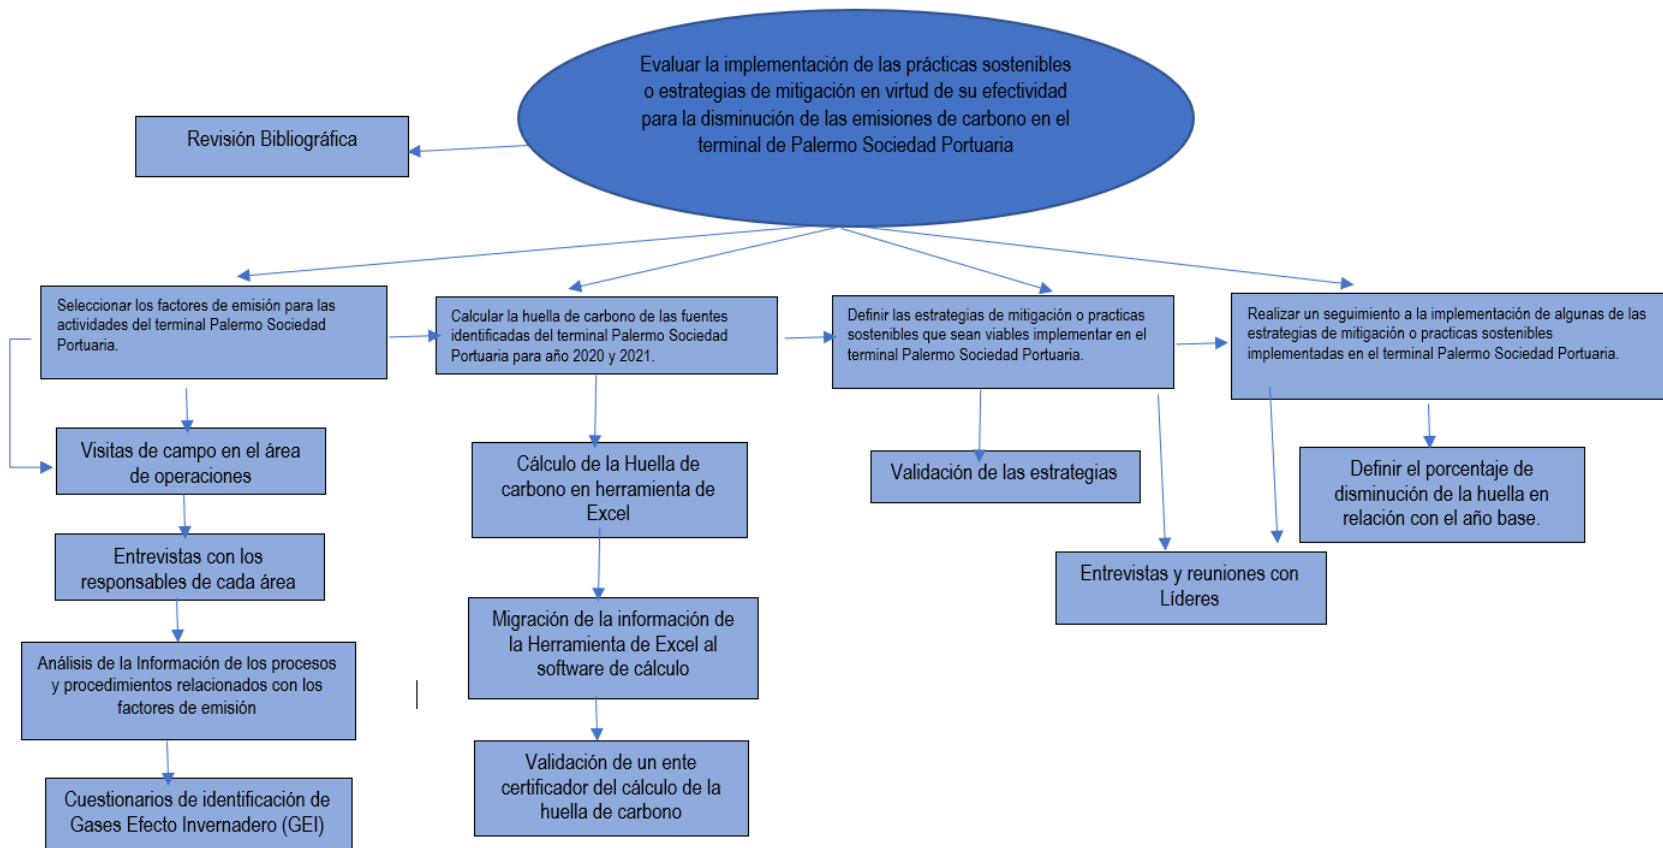 Evaluar la implementación de las prácticas sostenibles
o estrategias de mitigación en virtud de su efectividad
para la disminución de las emisiones de carbono en el
terminal de Palermo Sociedad Portuaria
Revisión Bibliográfica
Seleccionar los factores de emisión para las
actividades del terminal Palermo Sociedad
Portuaria.
Calcular la huella de carbono de las fuentes
identificadas del terminal Palermo Sociedad
Portuaria para año 2020 y 2021.
Definir las estrategias de mitigación o practicas
sostenibles que sean viables implementar en el
terminal Palermo Sociedad Portuaria.
Realizar un seguimiento a la implementación de algunas de las
estrategias de mitigación o practicas sostenibles
implementadas en el terminal Palermo Sociedad Portuaria.
Visitas de campo en el área
de operaciones
Entrevistas con los
responsables de cada área
Análisis de la Información de los procesos
y procedimientos relacionados con los
factores de emisión
Cuestionarios de identificación de
Gases Efecto Invernadero (GEI)
Cálculo de la Huella de
carbono en herramienta de
Excel
Migración de la información de
la Herramienta de Excel al
software de cálculo
Validación de un ente
certificador del cálculo de la
huella de carbono
Validación de las estrategias
Entrevistas y reuniones con
Líderes
Definir el porcentaje de
disminución de la huella en
relación con el año base.